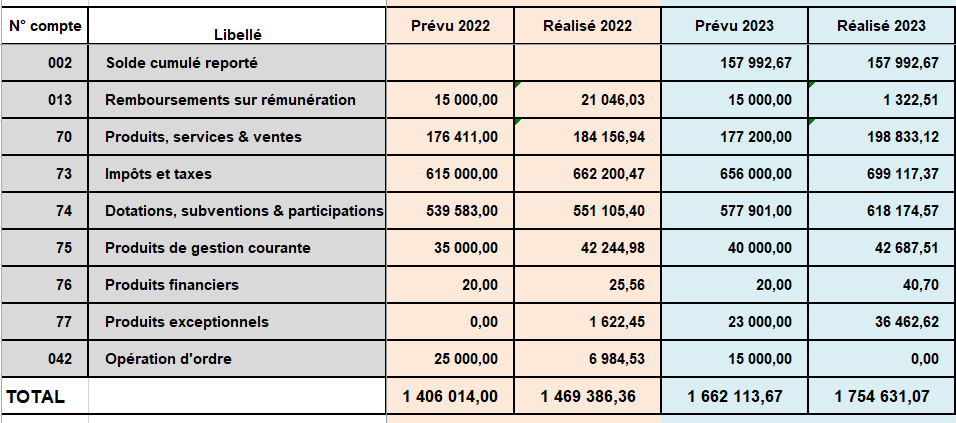 N° compte Libellé Prévu 2022 Réalisé 2022 Prévu 2023 Réalisé 2023
002 Solde cumulé reporté 157 992,67 157 992,67
013 Remboursements sur rémunération 15 000,00 21 046,03 15 000,00 1 322,51
70 Produits, services & ventes 176 411,00 184 156,94 177 200,00 198 833,12
73 Impôts et taxes 615 000,00 662 200,47 656 000,00 699 117,37
74 Dotations, subventions & participations 539 583,00 551 105,40 577 901,00 618 174,57
75 Produits de gestion courante 35 000,00 42 244,98 40 000,00 42 687,51
76 Produits financiers 20,00 25,56 20,00 40,70
77 Produits exceptionnels 0,00 1 622,45 23 000,00 36 462,62
042 Opération d'ordre 25 000,00 6 984,53 15 000,00 0,00
TOTAL 1 406 014,00 1 469 386,36 1 662 113,67 1 754 631,07